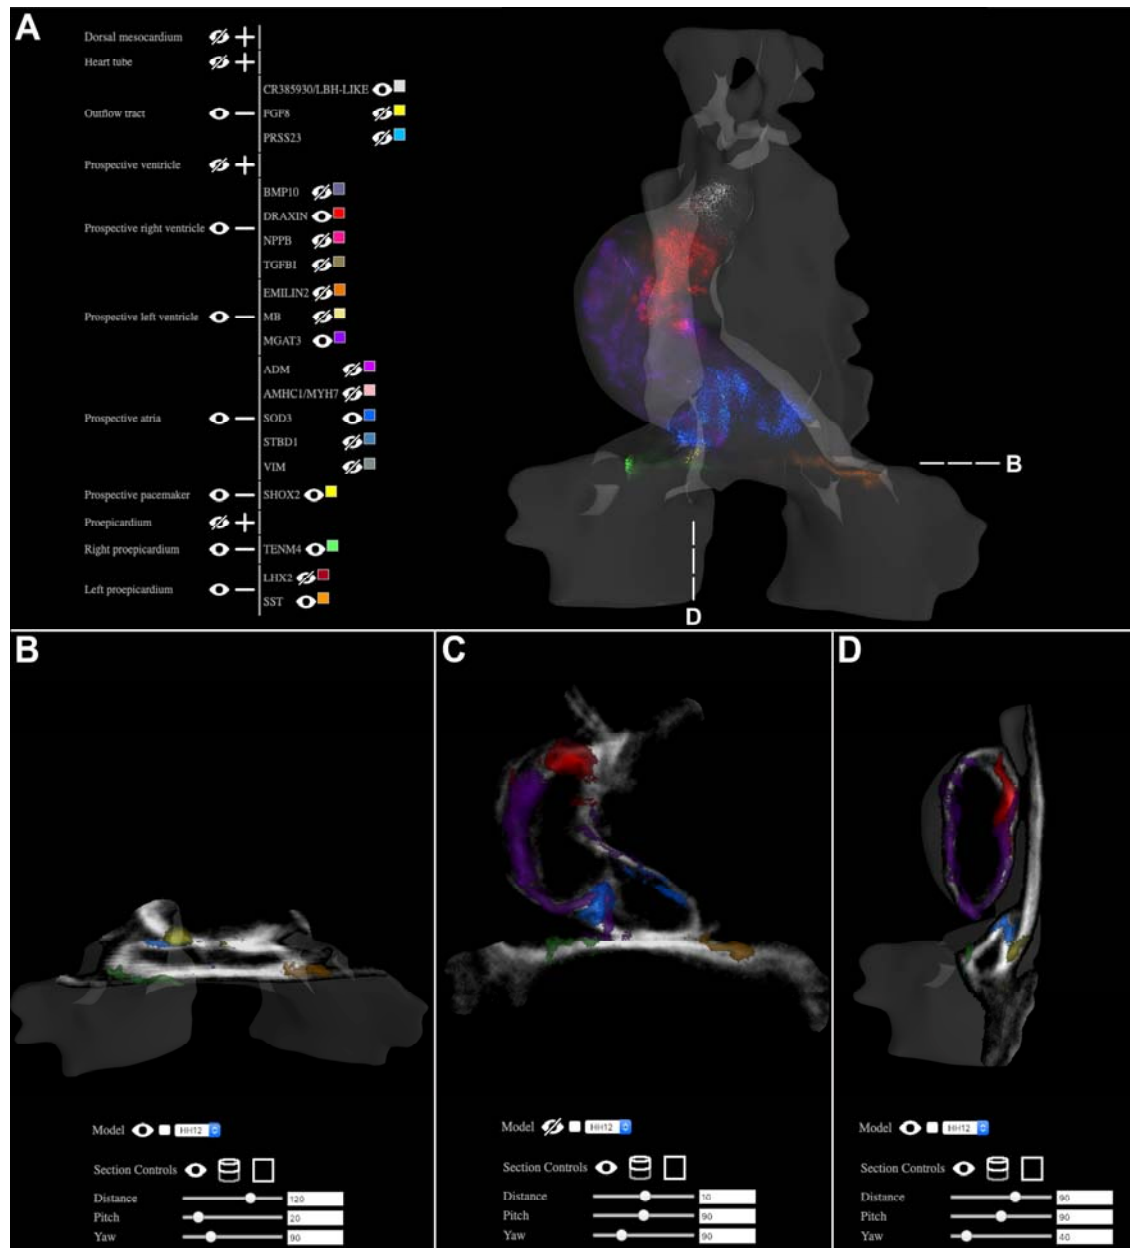 A
Dorsal mesocardium
Heart tube
CR385930/LBH-LIKE
Outflow tract
FGF8
PRSS23
Prospective ventricle
BMP10
Prospective right ventricle
DRAXIN
NPPB
TGFB1
EMILIN2
Prospective left ventricle
MB
MGAT3
ADM
AMHC1/MYH7
Prospective atria
SOD3
STBD1
VIM
Prospective pacemaker
SHOX2
Proepicardium
Right proepicardium
TENM4
LHX2
Left proepicardium
SST
B
D
B
Model HH12
Section Controls
Distance 120
Pitch 20
Yaw 90
C
Model HH12
Section Controls
Distance 10
Pitch 90
Yaw 90
D
Model HH12
Section Controls
Distance 90
Pitch 90
Yaw 40